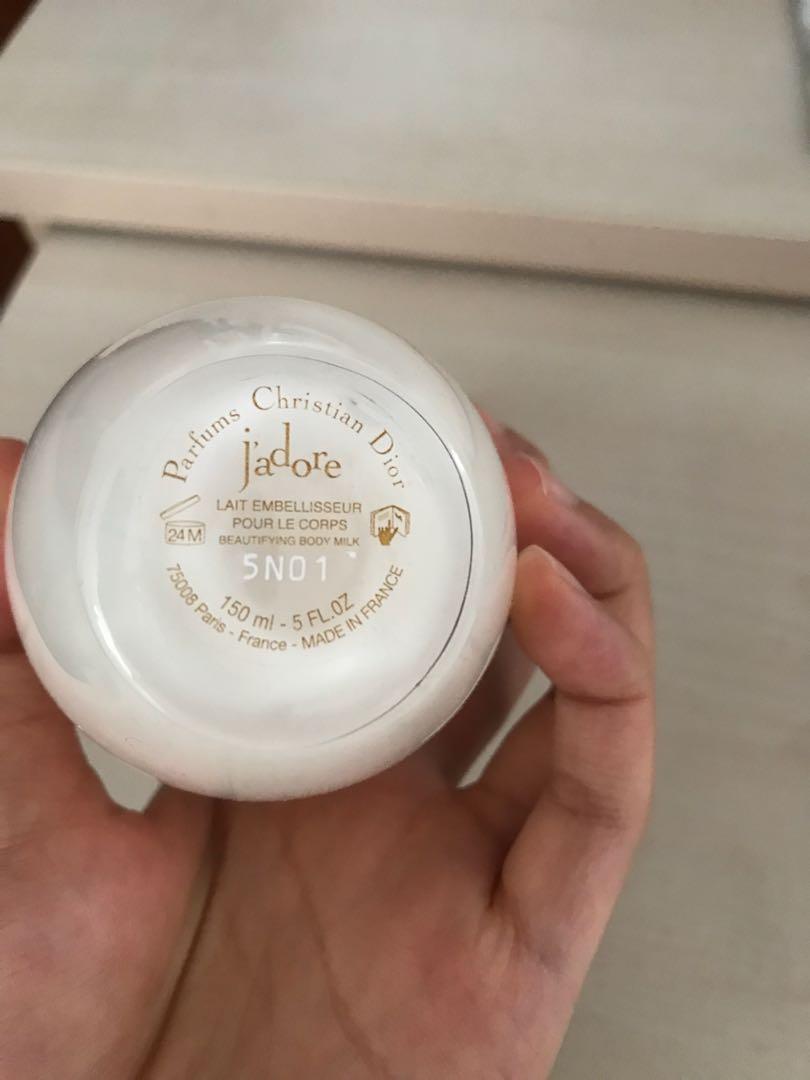 Parfums Christian Dior
j'adore
LAIT EMBELLISSEUR
POUR LE CORPS
BEAUTIFYING BODY MILK
24M
5N01
150 ml - 5 FL.OZ
75008 Paris - France - MADE IN FRANCE